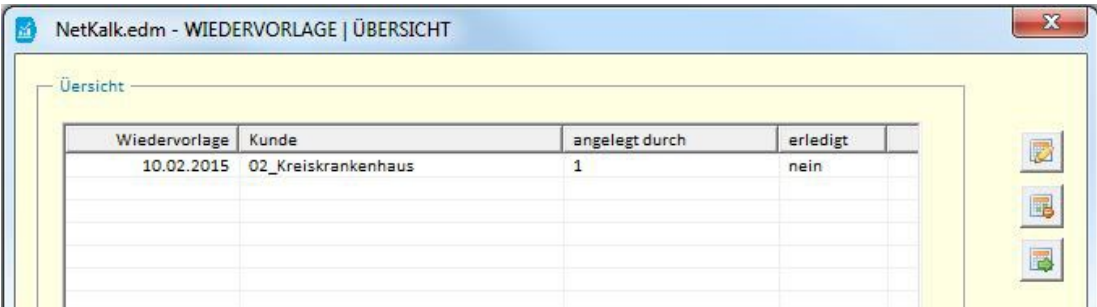 NetKalk.edm - WIEDERVORLAGE | ÜBERSICHT
Üersicht
Wiedervorlage Kunde angelegt durch erledigt
10.02.2015 02_Kreiskrankenhaus 1 nein